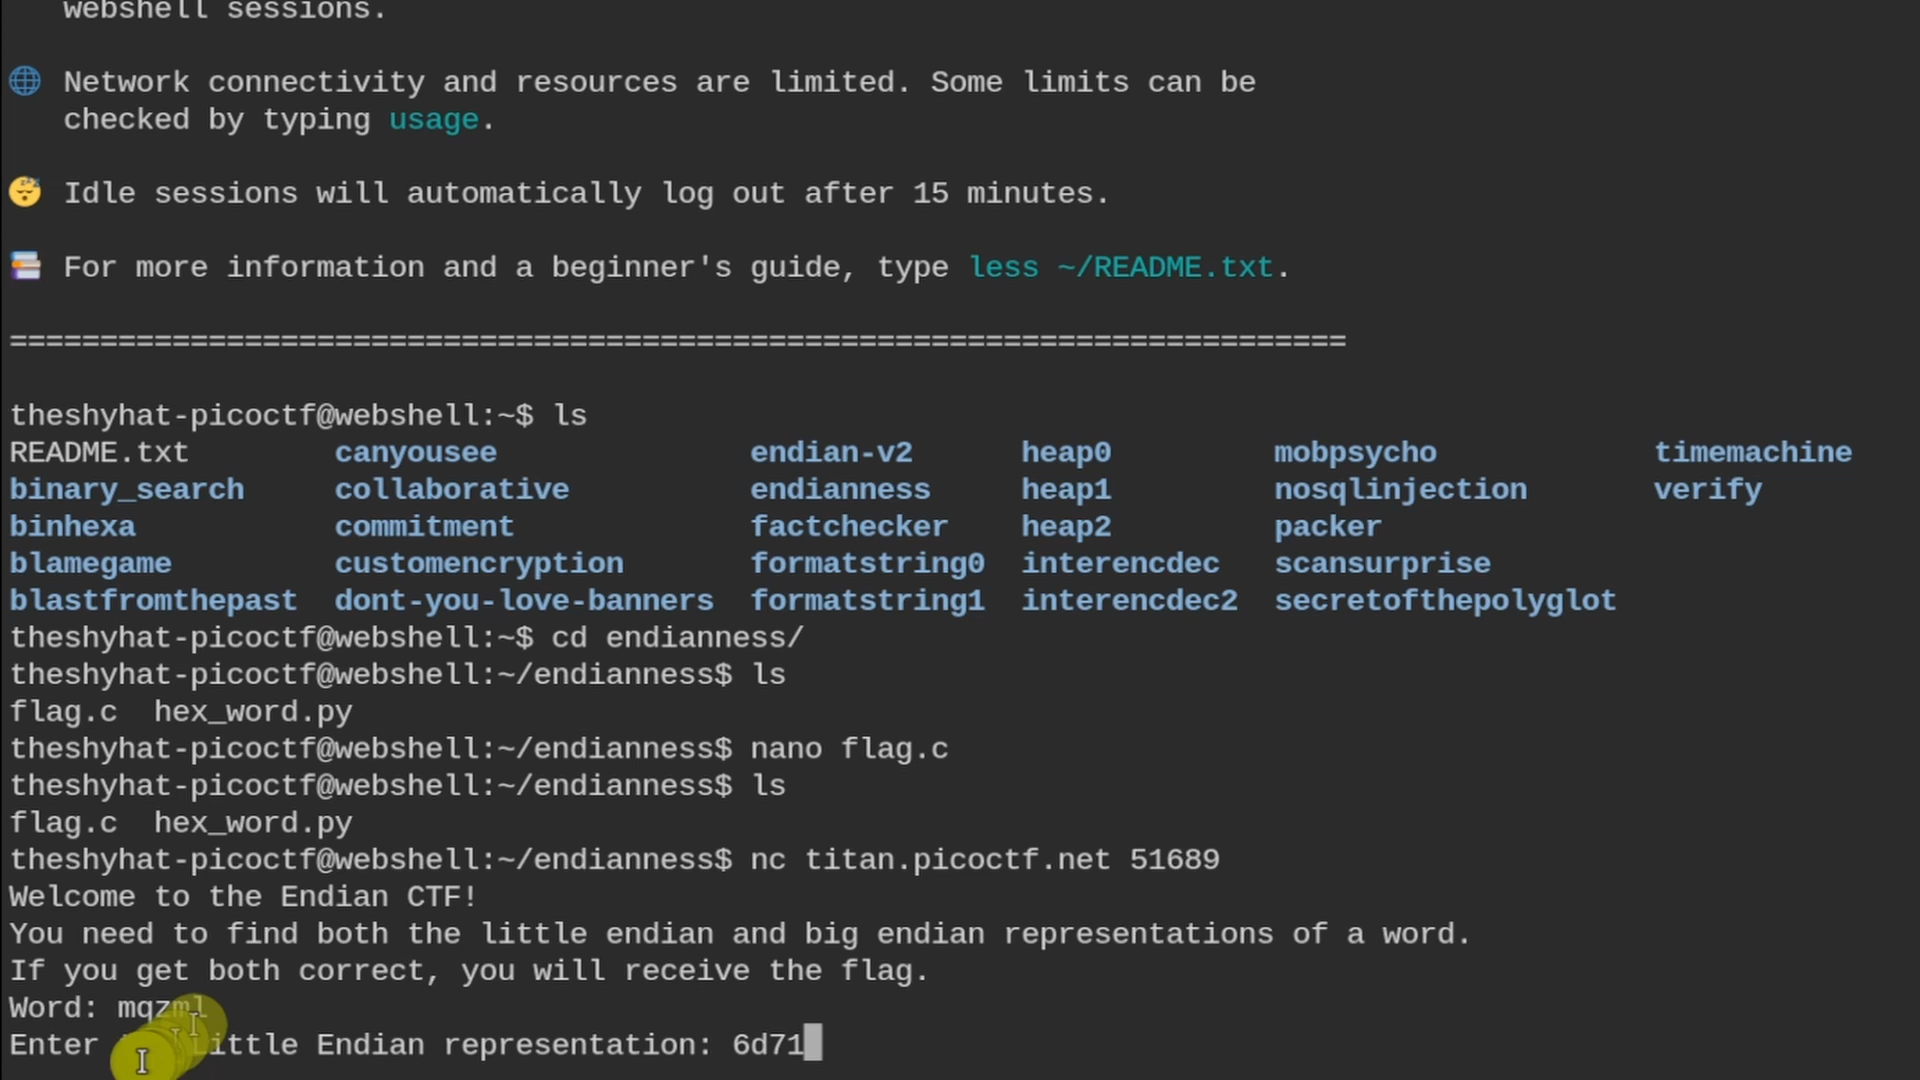 webshell sessions.
Network connectivity and resources are limited. Some limits can be
checked by typing usage.
Idle sessions will automatically log out after 15 minutes.
For more information and a beginner's guide, type less ~/README.txt.
==========================================================================
theshyhat-picoctf@webshell:~$ ls
README.txt canyousee endian-v2 heap0 mobpsycho timemachine
binary_search collaborative endianness heap1 nosqlinjection verify
binhexa commitment factchecker heap2 packer
blamegame customencryption formatstring0 interencdec scansurprise
blastfromthepast dont-you-love-banners formatstring1 interencdec2 secretofthepolyglot
theshyhat-picoctf@webshell:~$ cd endianness/
theshyhat-picoctf@webshell:~/endianness$ ls
flag.c hex_word.py
theshyhat-picoctf@webshell:~/endianness$ nano flag.c
theshyhat-picoctf@webshell:~/endianness$ ls
flag.c hex_word.py
theshyhat-picoctf@webshell:~/endianness$ nc titan.picoctf.net 51689
Welcome to the Endian CTF!
You need to find both the little endian and big endian representations of a word.
If you get both correct, you will receive the flag.
Word: mqzml
Enter Little Endian representation: 6d71